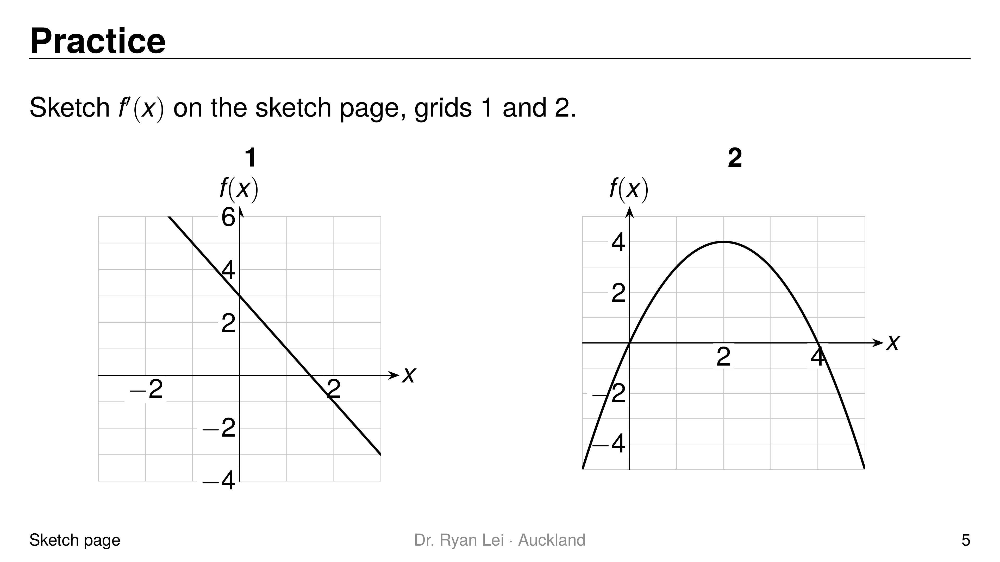 Practice
Sketch f′(x) on the sketch page, grids 1 and 2.
1
f(x)
6
4
2
−2
2
x
−2
−4
2
f(x)
4
2
2
4
x
−2
−4
Sketch page
Dr. Ryan Lei · Auckland
5